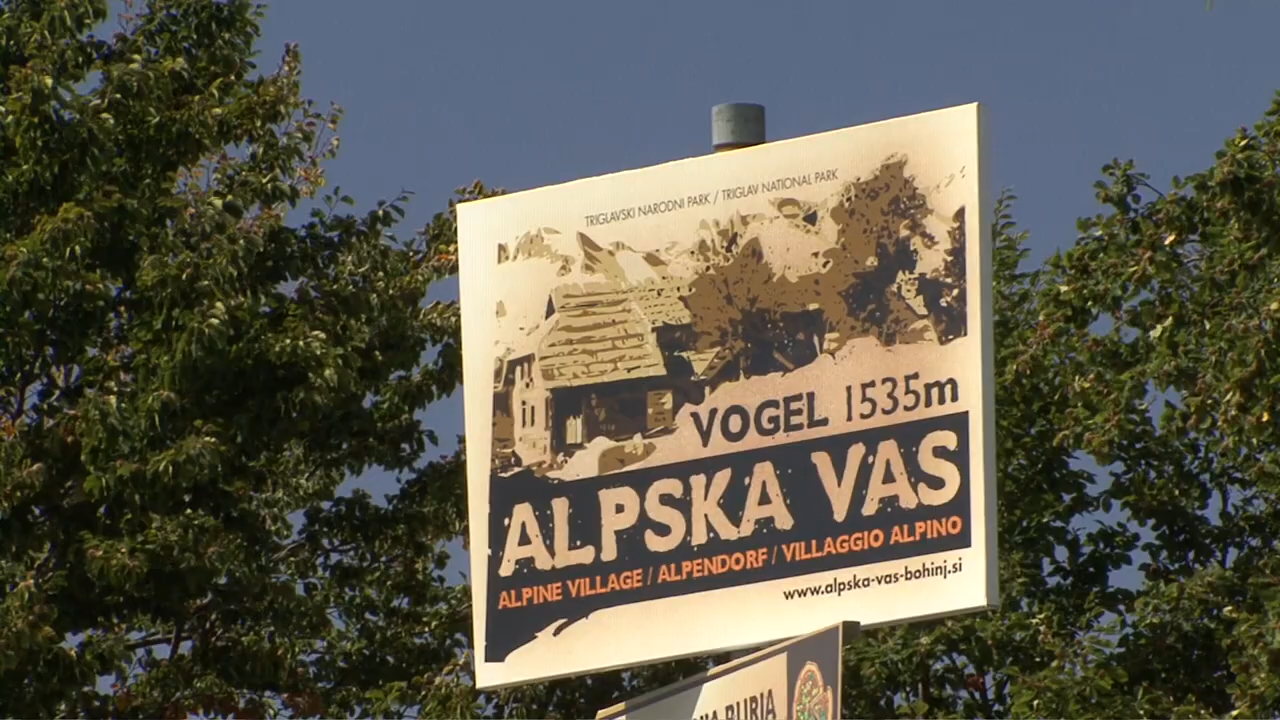 TRIGLAVSKI NARODNI PARK / TRIGLAV NATIONAL PARK
VOGEL 1535m
ALPSKA VAS
ALPINE VILLAGE / ALPENDORF / VILLAGGIO ALPINO
www.alpska-vas-bohinj.si
BURJA